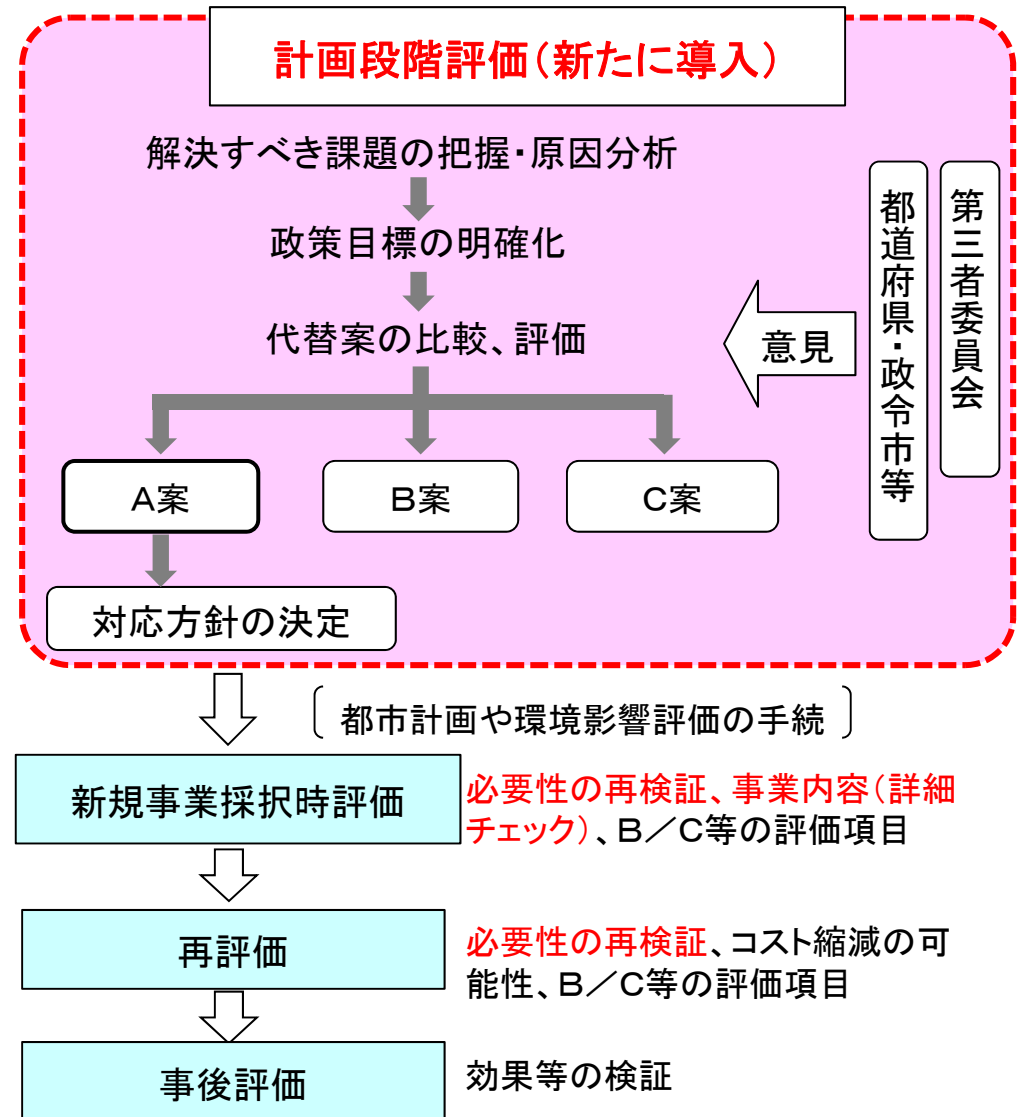 計画段階評価（新たに導入）
解決すべき課題の把握・原因分析
政策目標の明確化
代替案の比較、評価
意見
都道府県・政令市等
第三者委員会
A案
B案
C案
対応方針の決定
〔都市計画や環境影響評価の手続〕
新規事業採択時評価
必要性の再検証、事業内容（詳細
チェック）、B／C等の評価項目
再評価
必要性の再検証、コスト縮減の可
能性、B／C等の評価項目
事後評価
効果等の検証